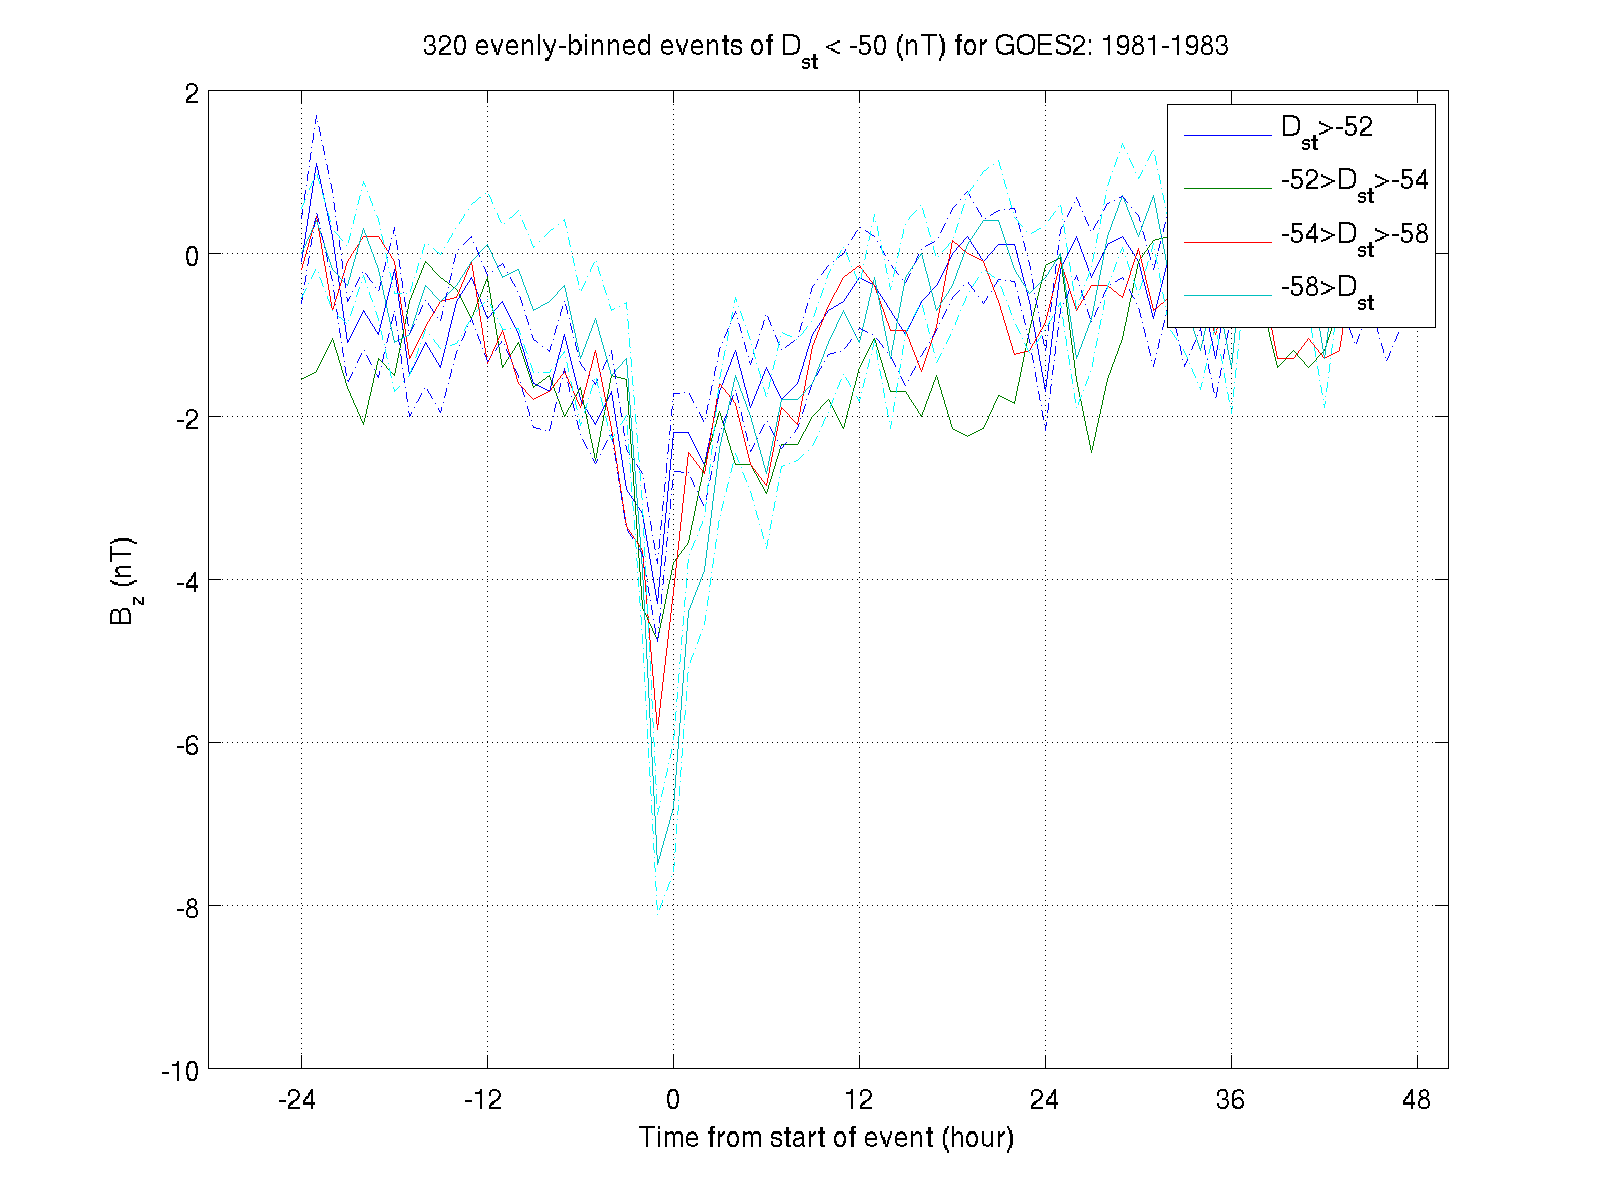 320 evenly-binned events of Dst < -50 (nT) for GOES2: 1981-1983
2
0
-2
-4
-6
-8
-10
Bz (nT)
Dst>-52
-52>Dst>-54
-54>Dst>-58
-58>Dst
-24 -12 0 12 24 36 48
Time from start of event (hour)